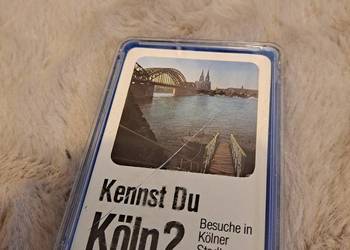 Kennst Du
Köln?
Besuche in
Kölner